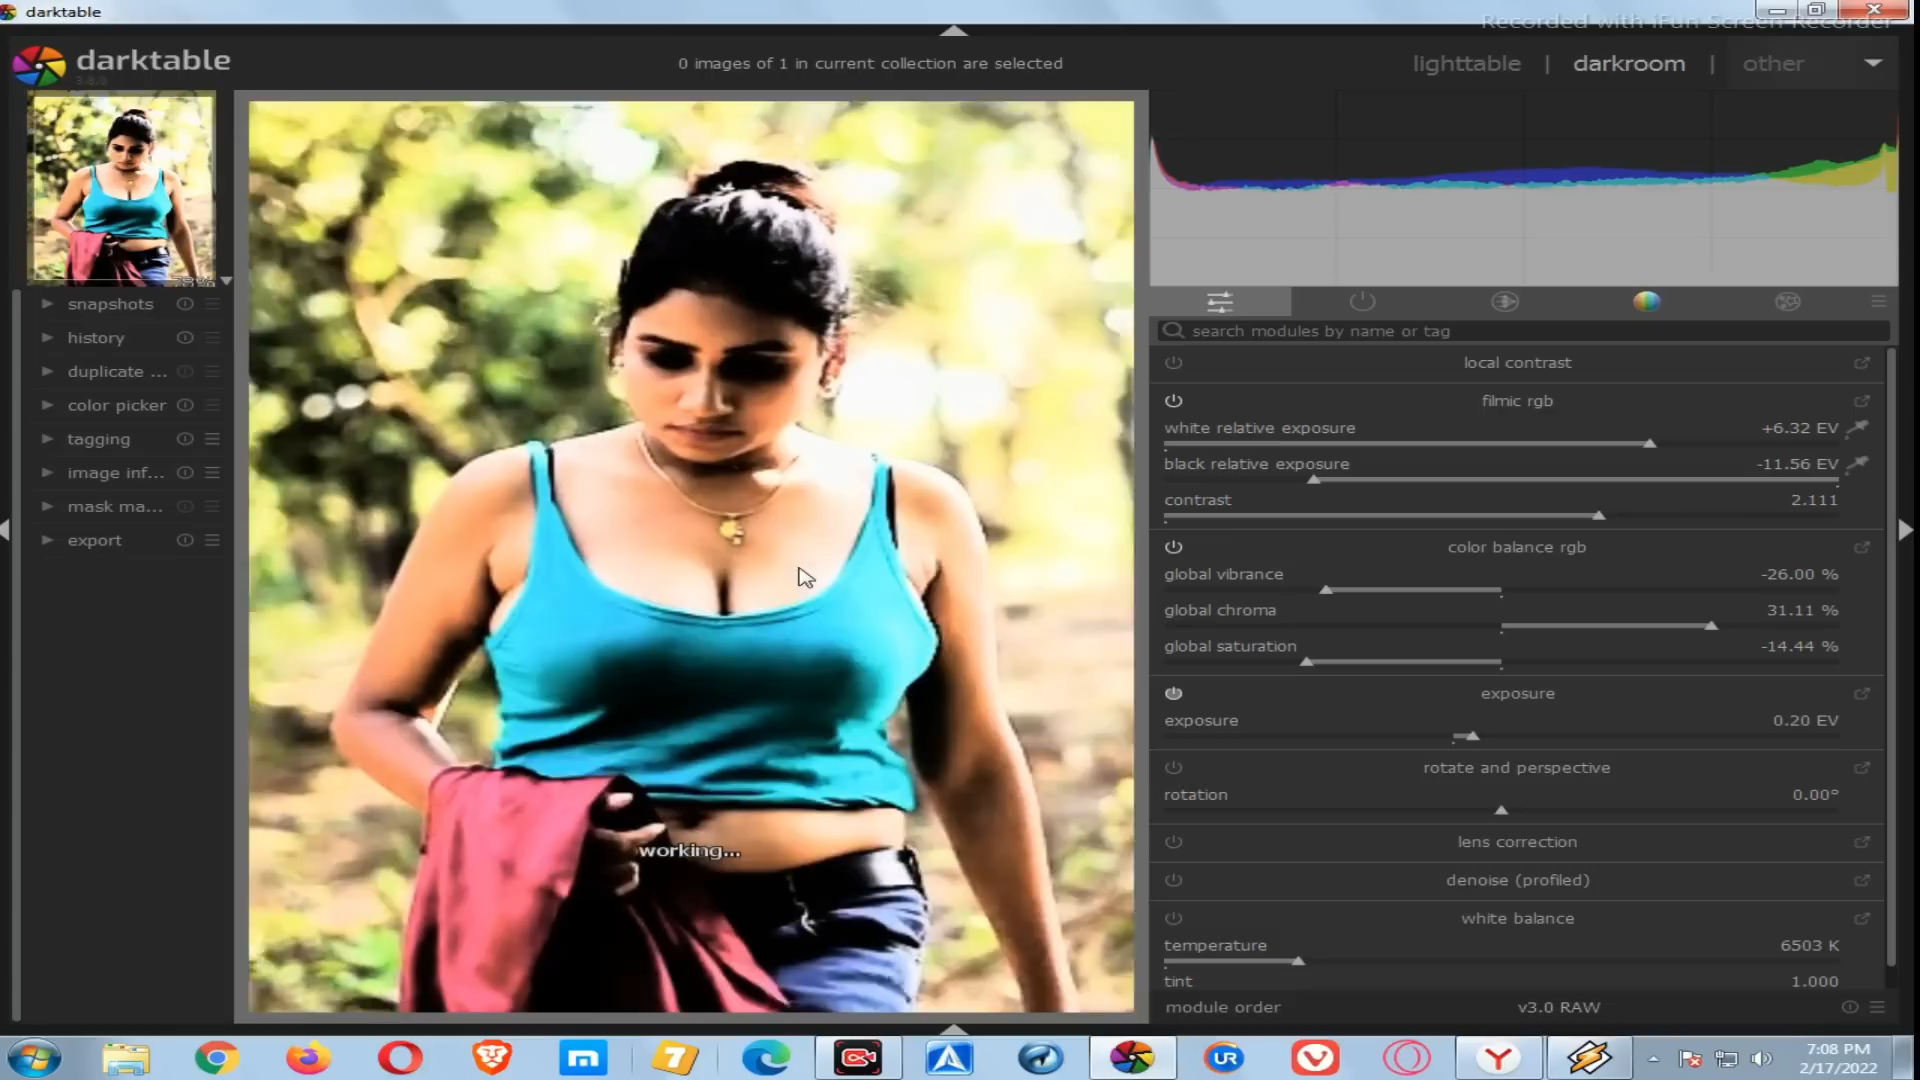 darktable
Recorded with iFun Screen Recorder
darktable
0 images of 1 in current collection are selected
lighttable | darkroom | other
snapshots
history
duplicate ...
color picker
tagging
image inf...
mask ma...
export
working...
search modules by name or tag
local contrast
filmic rgb
white relative exposure +6.32 EV
black relative exposure -11.56 EV
contrast 2.111
color balance rgb
global vibrance -26.00 %
global chroma 31.11 %
global saturation -14.44 %
exposure
exposure 0.20 EV
rotate and perspective
rotation 0.00°
lens correction
denoise (profiled)
white balance
temperature 6503 K
tint 1.000
module order v3.0 RAW
m
7
UR
7:08 PM
2/17/2022